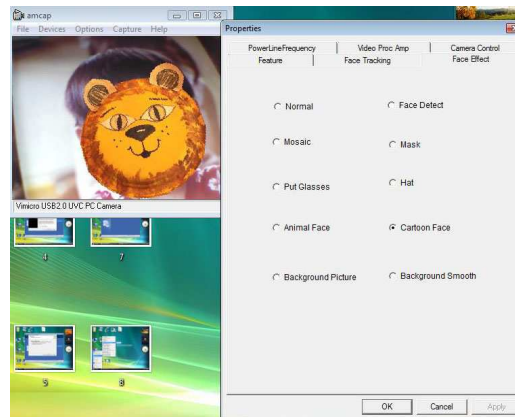 amcap
File Devices Options Capture Help
Vimicro USB2.0 UVC PC Camera
4 7
5 8
Properties
PowerLineFrequency Video Proc Amp Camera Control
Feature Face Tracking Face Effect
Normal Face Detect
Mosaic Mask
Put Glasses Hat
Animal Face Cartoon Face
Background Picture Background Smooth
OK Cancel Apply